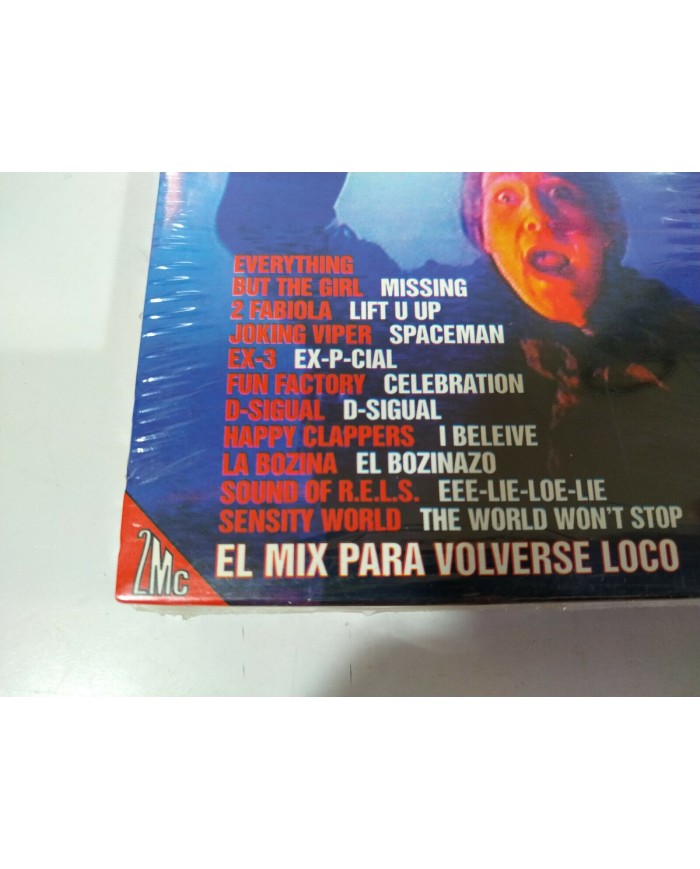 EVERYTHING
BUT THE GIRL MISSING
2 FABIOLA LIFT U UP
JOKING VIPER SPACEMAN
EX-3 EX-P-CIAL
FUN FACTORY CELEBRATION
D-SIGUAL D-SIGUAL
HAPPY CLAPPERS I BELEIVE
LA BOZINA EL BOZINAZO
SOUND OF R.E.L.S. EEE-LIE-LOE-LIE
SENSITY WORLD THE WORLD WON'T STOP
EL MIX PARA VOLVERSE LOCO
2Mc